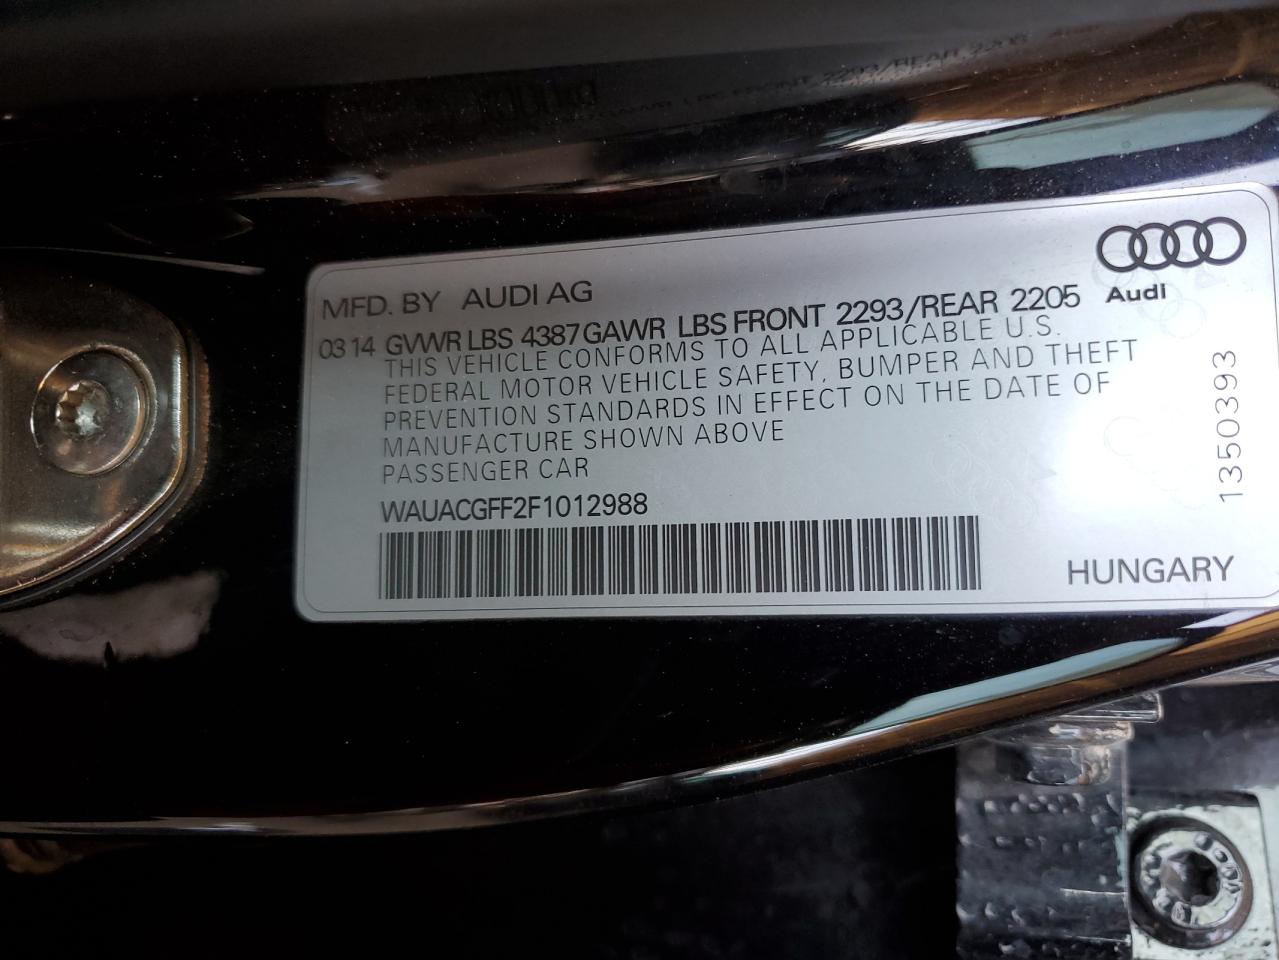 MFD. BY AUDI AG
03 14 GVWR LBS 4387 GAWR LBS FRONT 2293/REAR 2205
THIS VEHICLE CONFORMS TO ALL APPLICABLE U.S.
FEDERAL MOTOR VEHICLE SAFETY, BUMPER AND THEFT
PREVENTION STANDARDS IN EFFECT ON THE DATE OF
MANUFACTURE SHOWN ABOVE
PASSENGER CAR
WAUACGFF2F1012988
Audi
13503393
HUNGARY